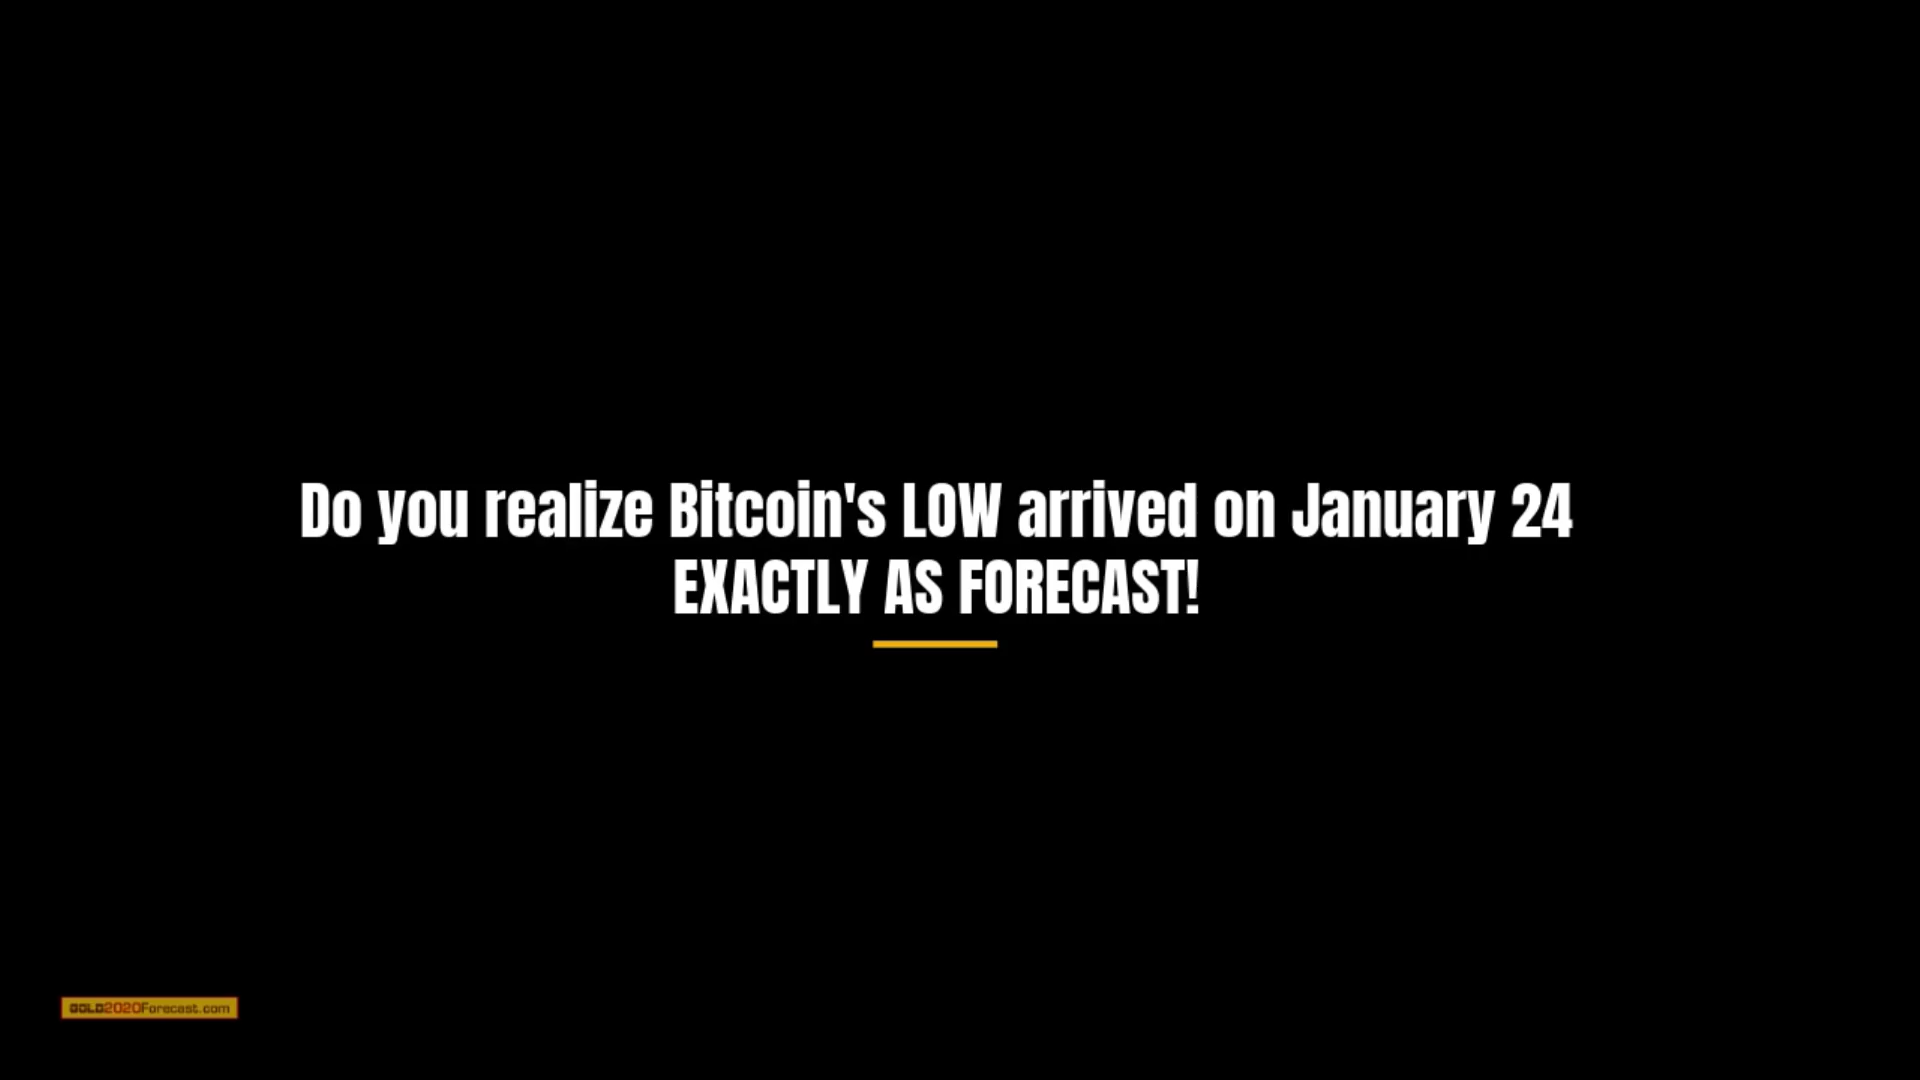 Do you realize Bitcoin's LOW arrived on January 24
EXACTLY AS FORECAST!
GOLD2020Forecast.com